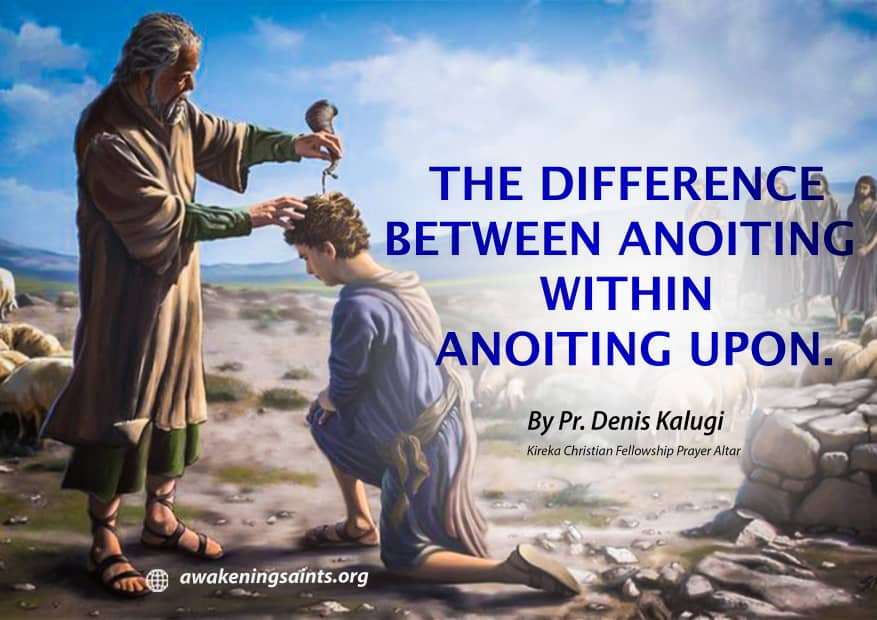 THE DIFFERENCE
BETWEEN ANOITING
WITHIN
ANOITING UPON.
By Pr. Denis Kalugi
Kireka Christian Fellowship Prayer Altar
awakeningsaints.org